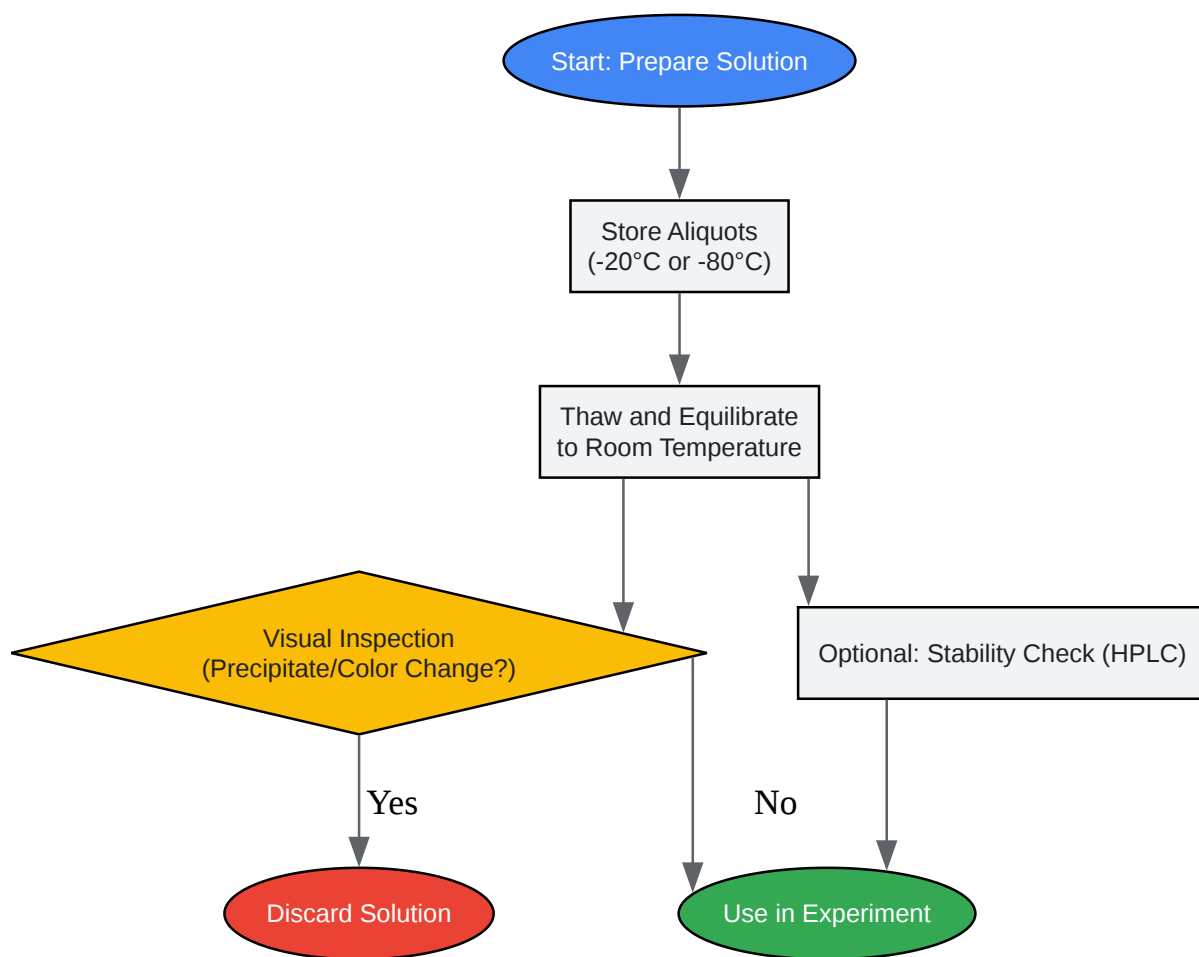 Start: Prepare Solution
Store Aliquots
(-20°C or -80°C)
Thaw and Equilibrate
to Room Temperature
Visual Inspection
(Precipitate/Color Change?)
Optional: Stability Check (HPLC)
Yes
No
Discard Solution
Use in Experiment